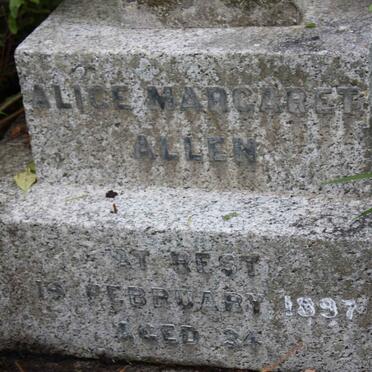 ALICE MARGARET
ALLEN
AT REST
19 FEBRUARY 1897
AGED 34